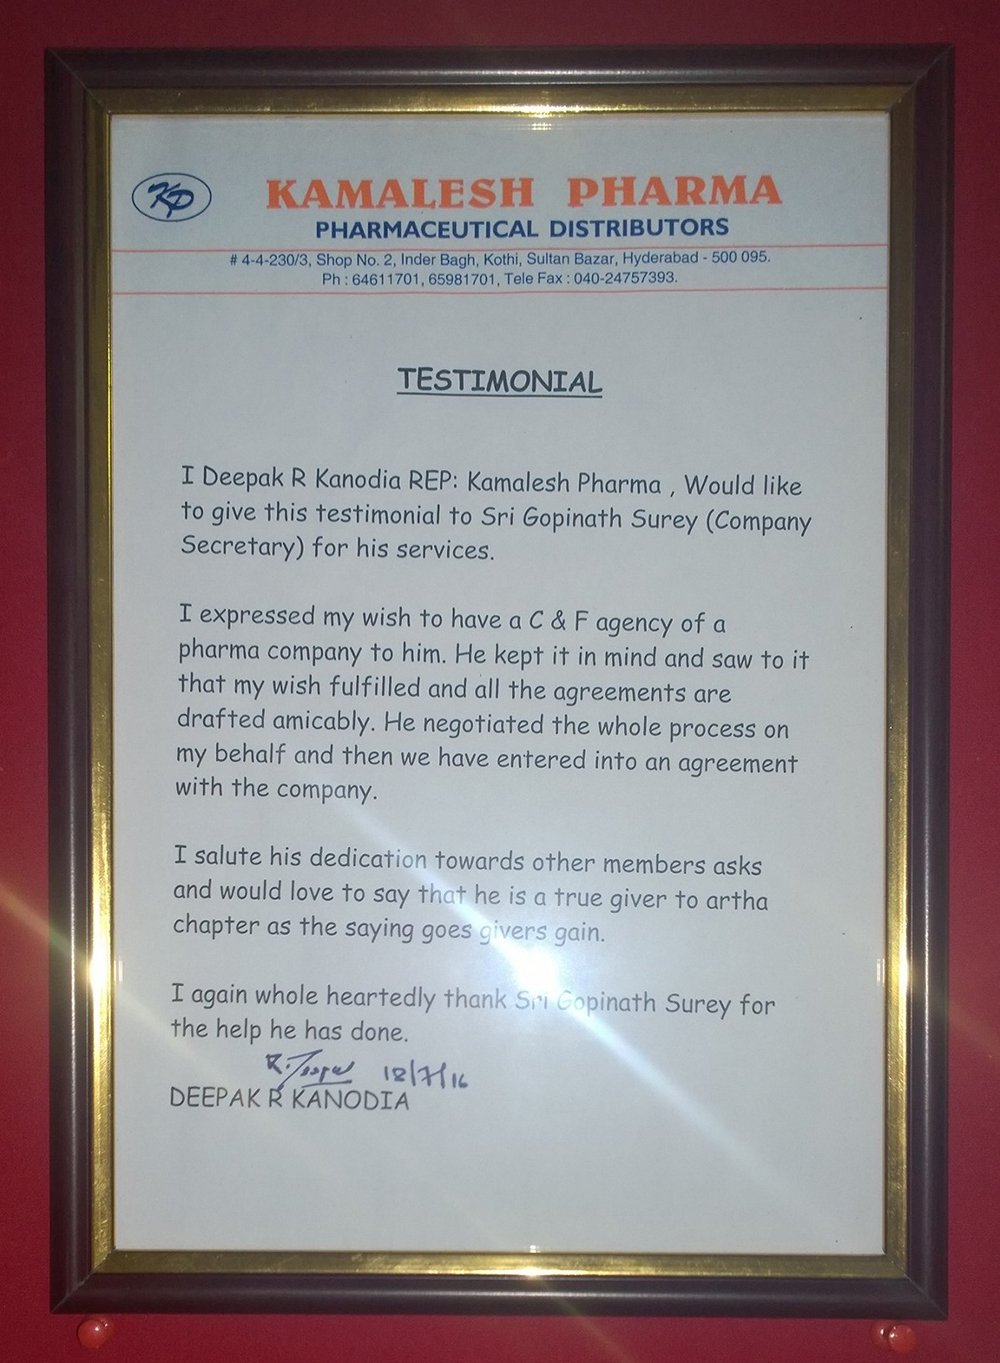 KP
KAMALESH PHARMA
PHARMACEUTICAL DISTRIBUTORS
# 4-4-230/3, Shop No. 2, Inder Bagh, Kothi, Sultan Bazar, Hyderabad - 500 095.
Ph : 64611701, 65981701, Tele Fax : 040-24757393.
TESTIMONIAL
I Deepak R Kanodia REP: Kamalesh Pharma , Would like
to give this testimonial to Sri Gopinath Surey (Company
Secretary) for his services.
I expressed my wish to have a C & F agency of a
pharma company to him. He kept it in mind and saw to it
that my wish fulfilled and all the agreements are
drafted amicably. He negotiated the whole process on
my behalf and then we have entered into an agreement
with the company.
I salute his dedication towards other members asks
and would love to say that he is a true giver to artha
chapter as the saying goes givers gain.
I again whole heartedly thank Sri Gopinath Surey for
the help he has done.
18/7/16
DEEPAK R KANODIA